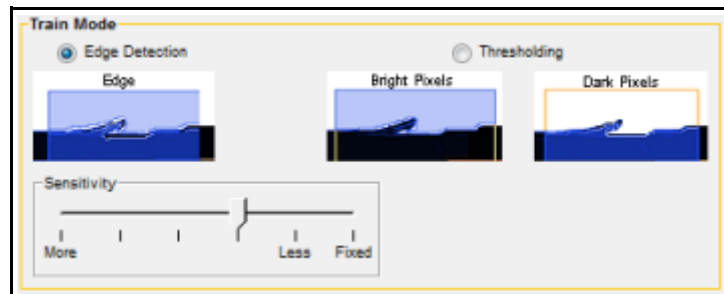 Train Mode
Edge Detection
Thresholding
Edge
Bright Pixels
Dark Pixels
Sensitivity
More
Less
Fixed